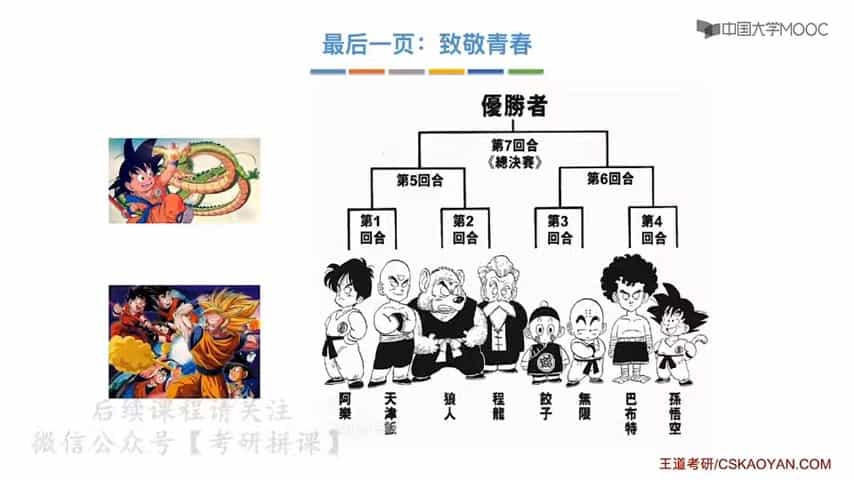 最后一页：致敬青春
中国大学MOOC
優勝者
第7回合
《總決賽》
第5回合
第6回合
第1
回合
第2
回合
第3
回合
第4
回合
阿樂
天津飯
狼人
程龍
餃子
無限
巴布特
孫悟空
后续课程请关注
微信公众号【考研拼课】
王道考研/CSKAOYAN.COM